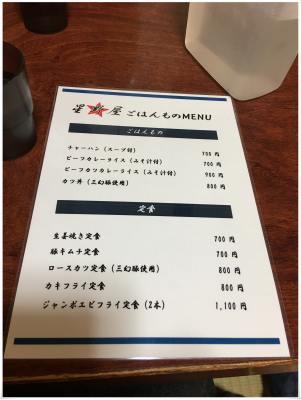 星 屋 ごはんものMENU
ごはんもの
チャーハン（スープ付） 700 円
ビーフカレーライス（みそ汁付） 700 円
ビーフカツカレーライス（みそ汁付） 900 円
カツ丼（三幻豚使用） 800 円
定食
生姜焼き定食 700 円
豚キムチ定食 700 円
ロースカツ定食（三幻豚使用） 800 円
カキフライ定食 800 円
ジャンボエビフライ定食（2本） 1,100 円